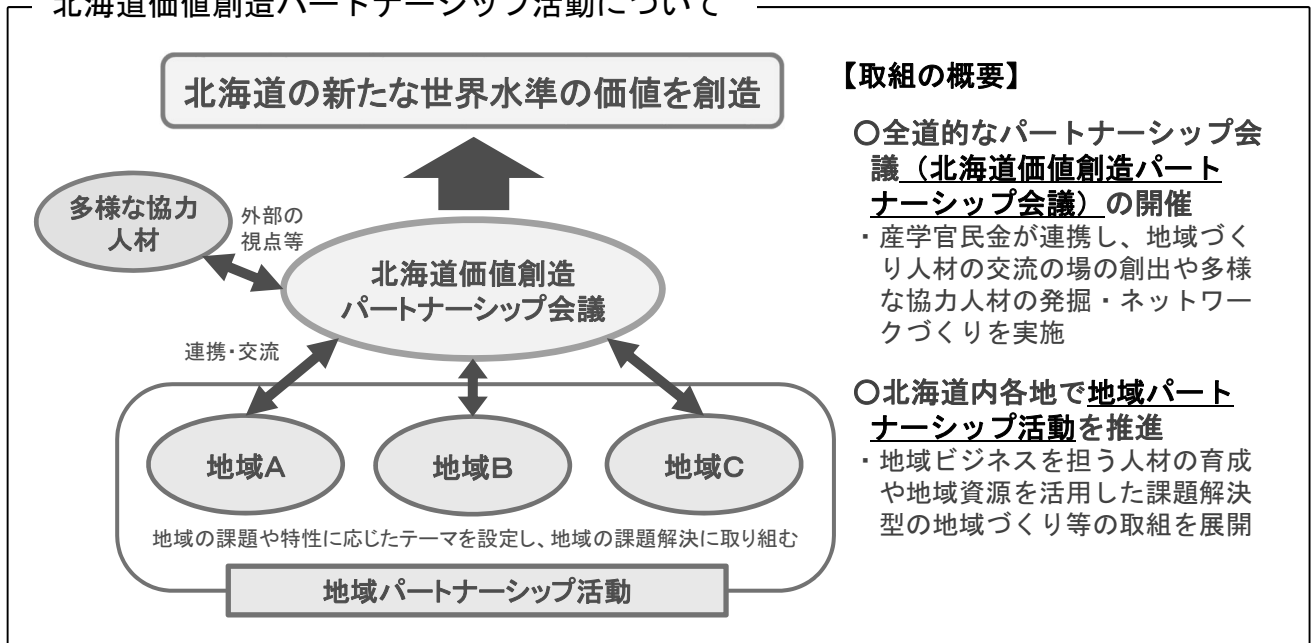 北海道価値創造パートナーシップ活動について
北海道の新たな世界水準の価値を創造
多様な協力
人材
外部の
視点等
北海道価値創造
パートナーシップ会議
連携・交流
地域A
地域B
地域C
地域の課題や特性に応じたテーマを設定し、地域の課題解決に取り組む
地域パートナーシップ活動
【取組の概要】
〇全道的なパートナーシップ会
議（北海道価値創造パート
ナーシップ会議）の開催
・産学官民金が連携し、地域づく
り人材の交流の場の創出や多様
な協力人材の発掘・ネットワー
クづくりを実施
〇北海道内各地で地域パート
ナーシップ活動を推進
・地域ビジネスを担う人材の育成
や地域資源を活用した課題解決
型の地域づくり等の取組を展開